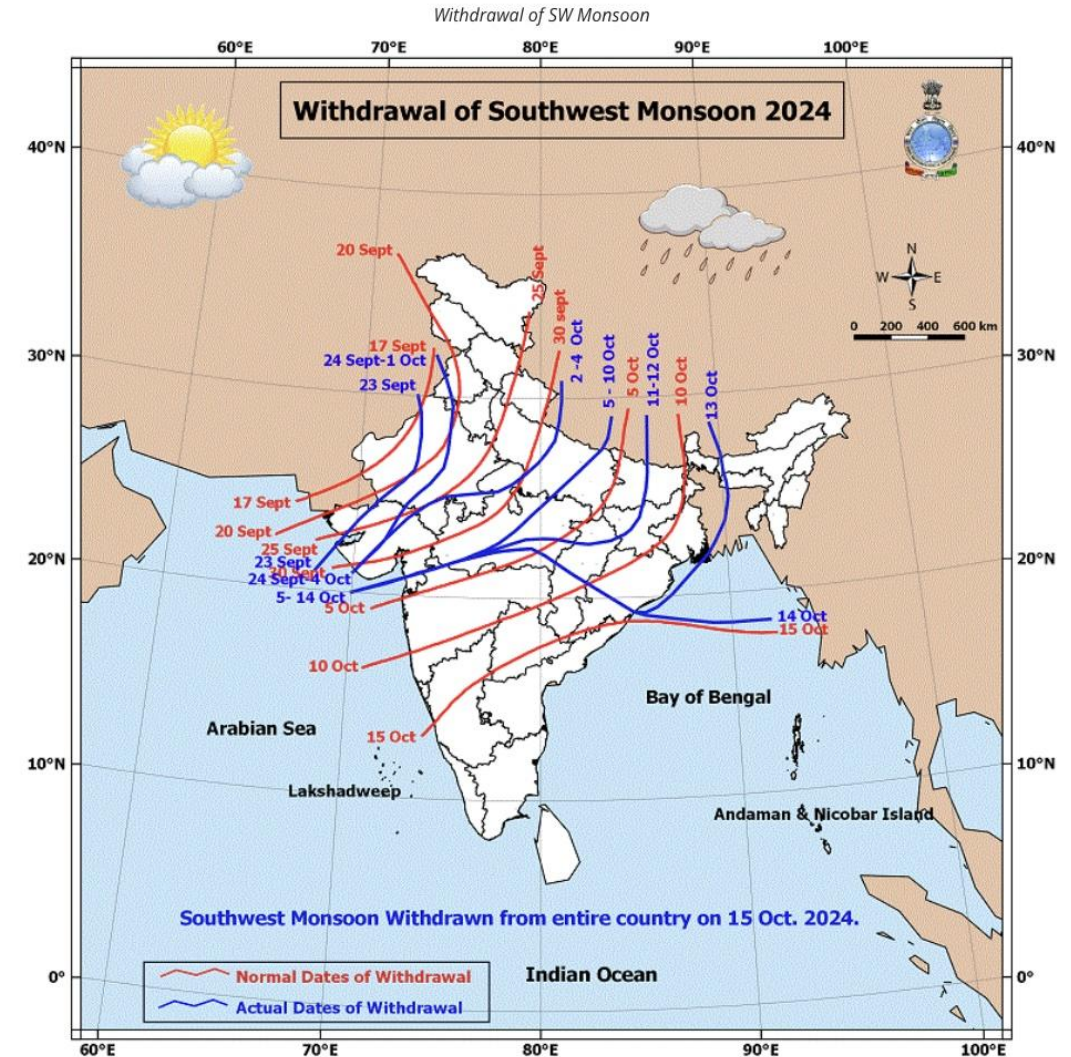 Withdrawal of SW Monsoon
60°E 70°E 80°E 90°E 100°E
Withdrawal of Southwest Monsoon 2024
40°N 40°N
N
W E
S
0 200 400 600 km
20 Sept
25 Sept
30 sept
2 -4 Oct
5 - 10 Oct
5 Oct
11-12 Oct
10 Oct
13 Oct
17 Sept
30°N 30°N
24 Sept-1 Oct
23 Sept
17 Sept
20 Sept
25 Sept
20°N 20°N
23 Sept
30 Sept
24 Sept-4 Oct
5- 14 Oct
5 Oct
14 Oct
15 Oct
10 Oct
15 Oct
Bay of Bengal
Arabian Sea
10°N 10°N
Lakshadweep
Andaman & Nicobar Island
Southwest Monsoon Withdrawn from entire country on 15 Oct. 2024.
Normal Dates of Withdrawal
Indian Ocean
0° 0°
Actual Dates of Withdrawal
60°E 70°E 80°E 90°E 100°E